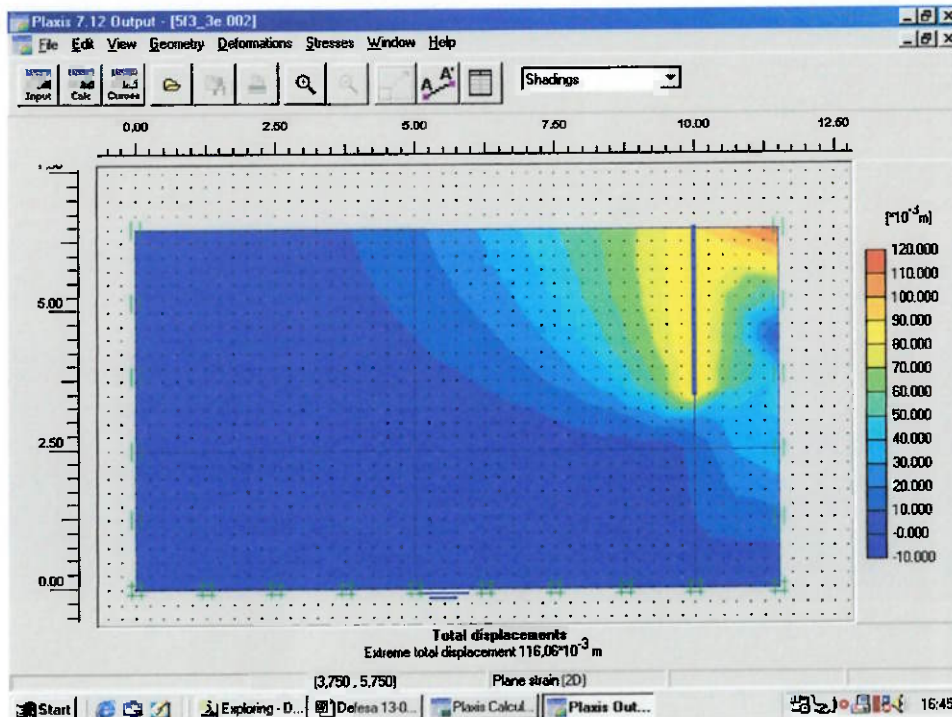 Plaxis 7.12 Output - [5f3_3e.002]
File Edit View Geometry Deformations Stresses Window Help
Input Calc Curves A A' Shadings
0.00 2.50 5.00 7.50 10.00 12.50
5.00
2.50
0.00
[*10⁻³m]
120.000
110.000
100.000
90.000
80.000
70.000
60.000
50.000
40.000
30.000
20.000
10.000
-0.000
-10.000
Total displacements
Extreme total displacement 116,06*10⁻³ m
(3,750 , 5,750) Plane strain (2D)
Start Exploring - D... Defesa 13-0... Plaxis Calcul... Plaxis Out... 16:45